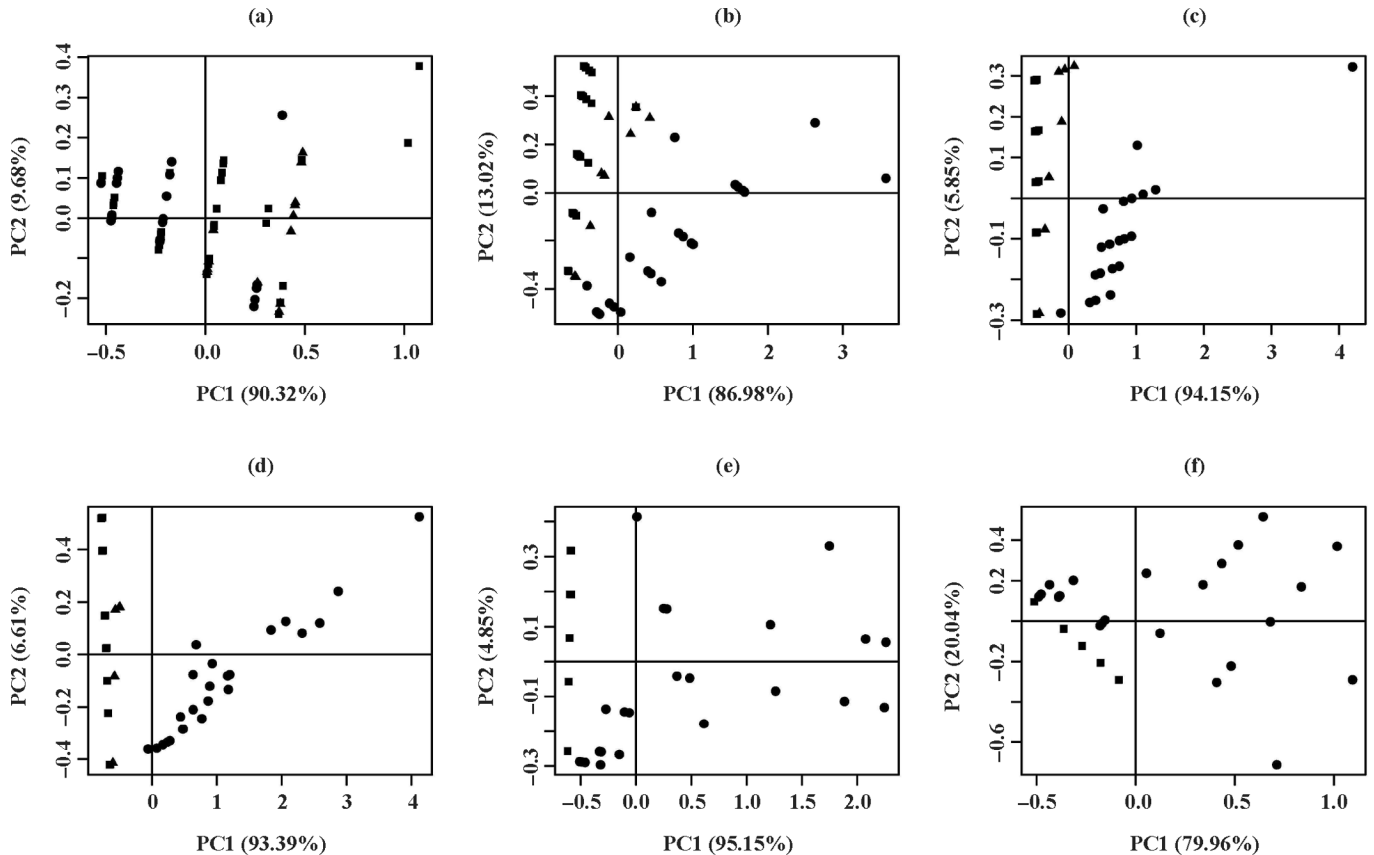 (a)
0.4
0.3
0.2
0.1
0.0
−0.2
PC2 (9.68%)
−0.5 0.0 0.5 1.0
PC1 (90.32%)
(b)
0.4
0.2
0.0
−0.4
PC2 (13.02%)
0 1 2 3
PC1 (86.98%)
(c)
0.3
0.1
−0.1
−0.3
PC2 (5.85%)
0 1 2 3 4
PC1 (94.15%)
(d)
0.4
0.2
0.0
−0.2
−0.4
PC2 (6.61%)
0 1 2 3 4
PC1 (93.39%)
(e)
0.3
0.1
−0.1
−0.3
PC2 (4.85%)
−0.5 0.0 0.5 1.0 1.5 2.0
PC1 (95.15%)
(f)
0.4
0.2
−0.2
−0.6
PC2 (20.04%)
−0.5 0.0 0.5 1.0
PC1 (79.96%)